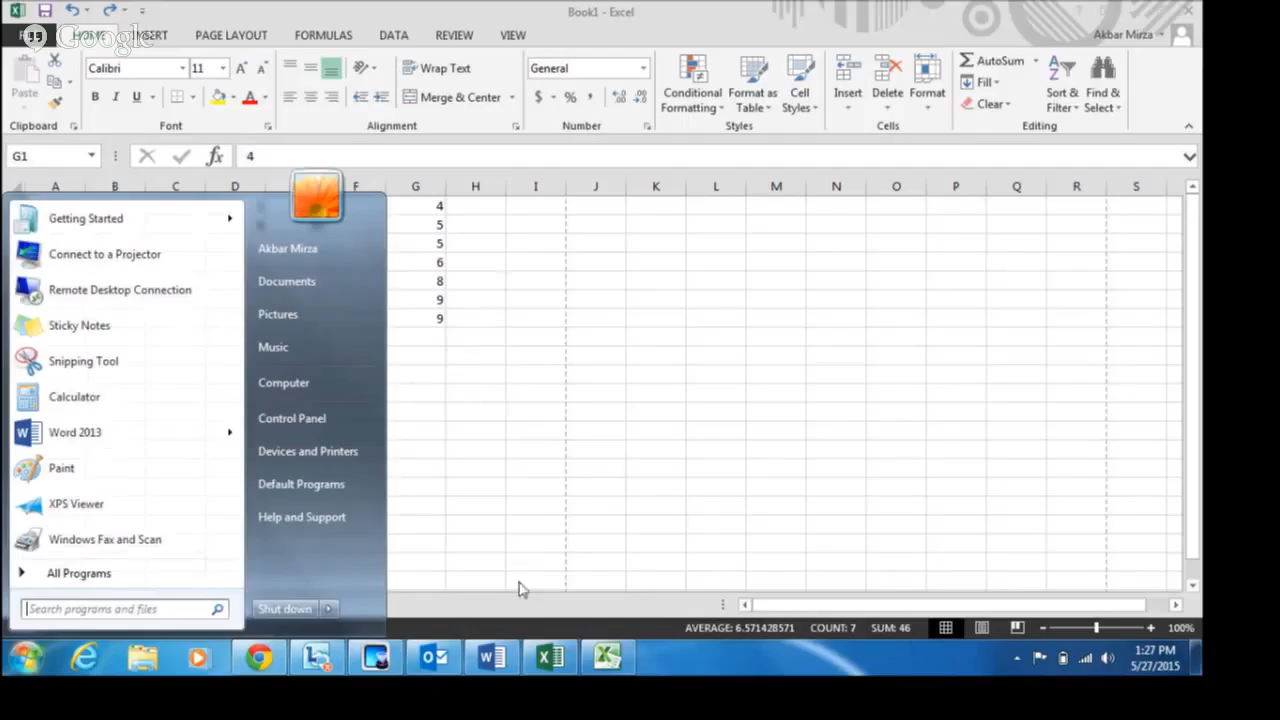 Book1 - Excel
Google
HOME INSERT PAGE LAYOUT FORMULAS DATA REVIEW VIEW Akbar Mirza
Calibri 11 Wrap Text General AutoSum
Paste Conditional Formatting Format as Table Cell Styles Insert Delete Format Fill Sort & Filter Find & Select
B I U Merge & Center $ % , Clear
Clipboard Font Alignment Number Styles Cells Editing
G1 fx 4
A B C D F G H I J K L M N O P Q R S
4
5
5
6
8
9
9
Getting Started
Connect to a Projector
Remote Desktop Connection
Sticky Notes
Snipping Tool
Calculator
Word 2013
Paint
XPS Viewer
Windows Fax and Scan
All Programs
Search programs and files
Akbar Mirza
Documents
Pictures
Music
Computer
Control Panel
Devices and Printers
Default Programs
Help and Support
Shut down
AVERAGE: 6.571428571 COUNT: 7 SUM: 46 100%
1:27 PM
5/27/2015